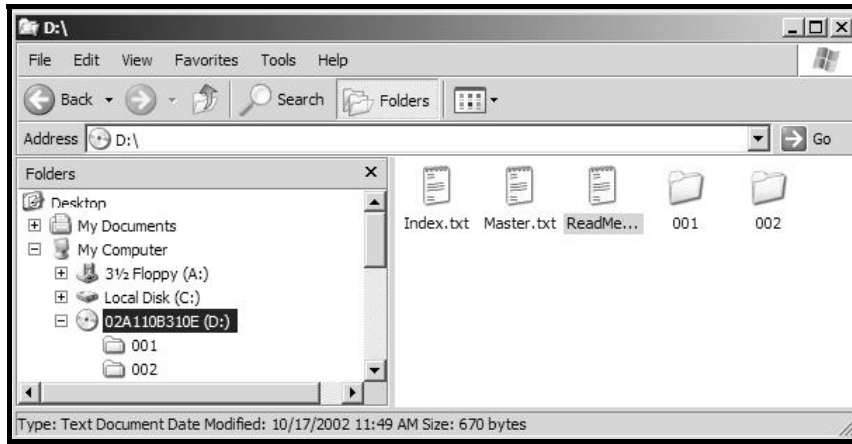 D:\
File Edit View Favorites Tools Help
Back Search Folders
Address D:\ Go
Folders x
Desktop
My Documents
My Computer
3½ Floppy (A:)
Local Disk (C:)
02A110B310E (D:)
001
002
Index.txt Master.txt ReadMe... 001 002
Type: Text Document Date Modified: 10/17/2002 11:49 AM Size: 670 bytes